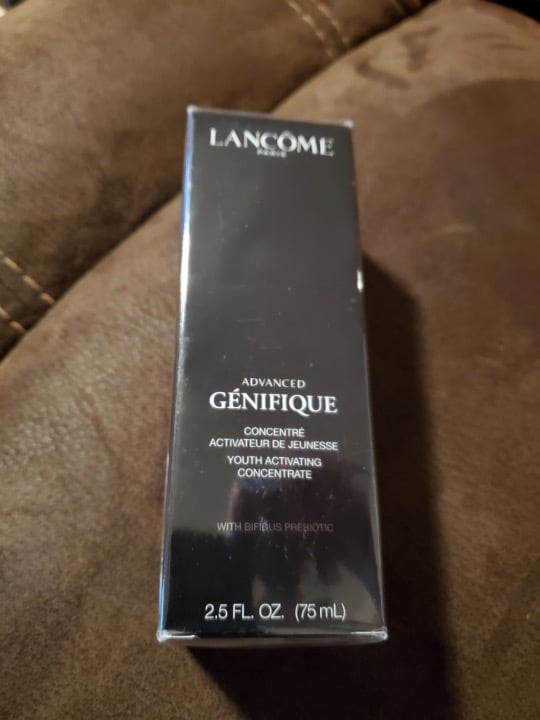 LANCÔME
PARIS
ADVANCED
GÉNIFIQUE
CONCENTRÉ
ACTIVATEUR DE JEUNESSE
YOUTH ACTIVATING
CONCENTRATE
WITH BIFIDUS PREBIOTIC
2.5 FL. OZ. (75 mL)